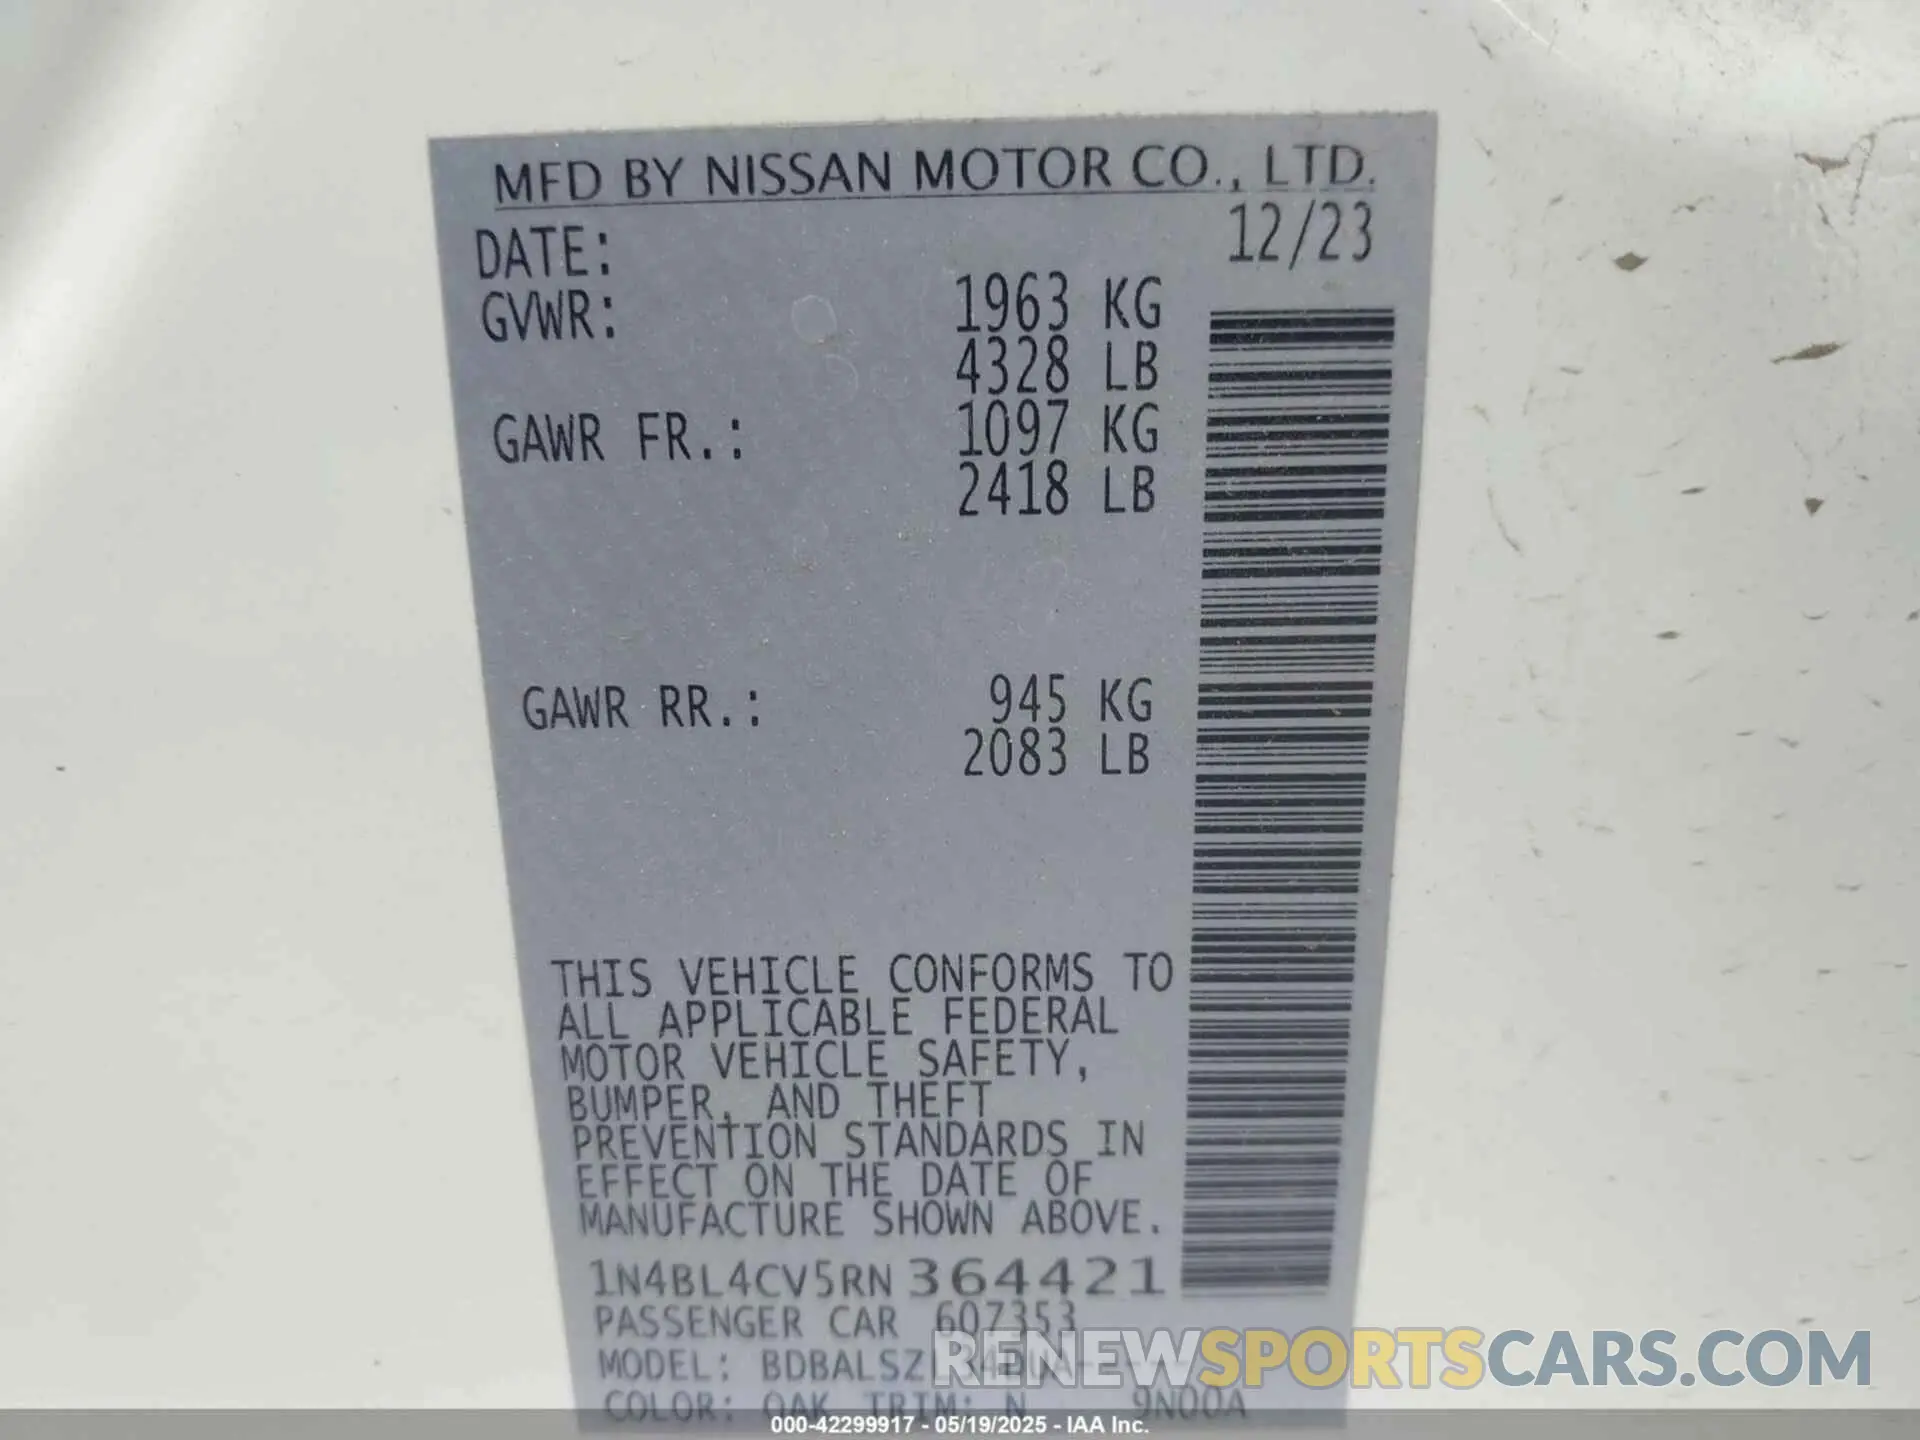 MFD BY NISSAN MOTOR CO., LTD.
DATE: 12/23
GVWR: 1963 KG
4328 LB
GAWR FR.: 1097 KG
2418 LB
GAWR RR.: 945 KG
2083 LB
THIS VEHICLE CONFORMS TO
ALL APPLICABLE FEDERAL
MOTOR VEHICLE SAFETY,
BUMPER, AND THEFT
PREVENTION STANDARDS IN
EFFECT ON THE DATE OF
MANUFACTURE SHOWN ABOVE.
1N4BL4CV5RN 364421
PASSENGER CAR 607353
MODEL:
COLOR: QAK TRIM: N 9N00A
RENEWSPORTSCARS.COM
000-42299917 - 05/19/2025 - IAA Inc.